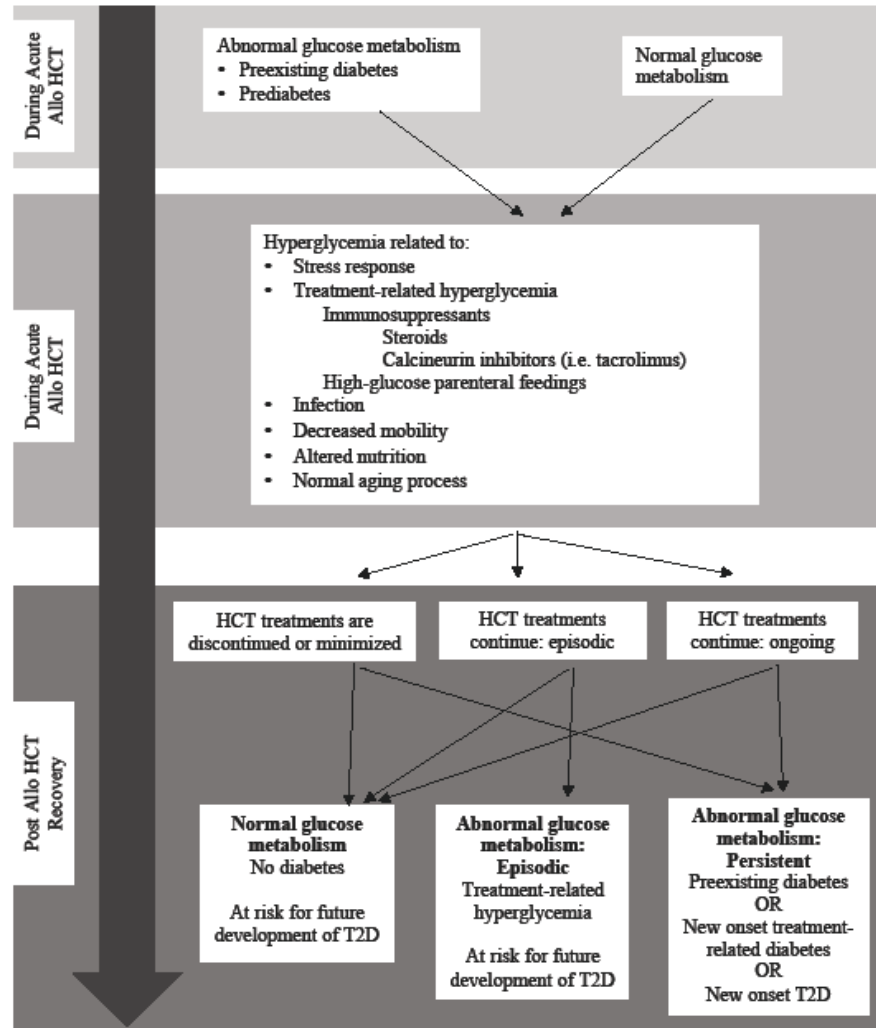 During Acute
Allo HCT
Abnormal glucose metabolism
• Preexisting diabetes
• Prediabetes
Normal glucose
metabolism
During Acute
Allo HCT
Hyperglycemia related to:
• Stress response
• Treatment-related hyperglycemia
Immunosuppressants
Steroids
Calcineurin inhibitors (i.e. tacrolimus)
High-glucose parenteral feedings
• Infection
• Decreased mobility
• Altered nutrition
• Normal aging process
Post Allo HCT
Recovery
HCT treatments are
discontinued or minimized
HCT treatments
continue: episodic
HCT treatments
continue: ongoing
Normal glucose
metabolism
No diabetes
At risk for future
development of T2D
Abnormal glucose
metabolism:
Episodic
Treatment-related
hyperglycemia
At risk for future
development of T2D
Abnormal glucose
metabolism:
Persistent
Preexisting diabetes
OR
New onset treatment-
related diabetes
OR
New onset T2D